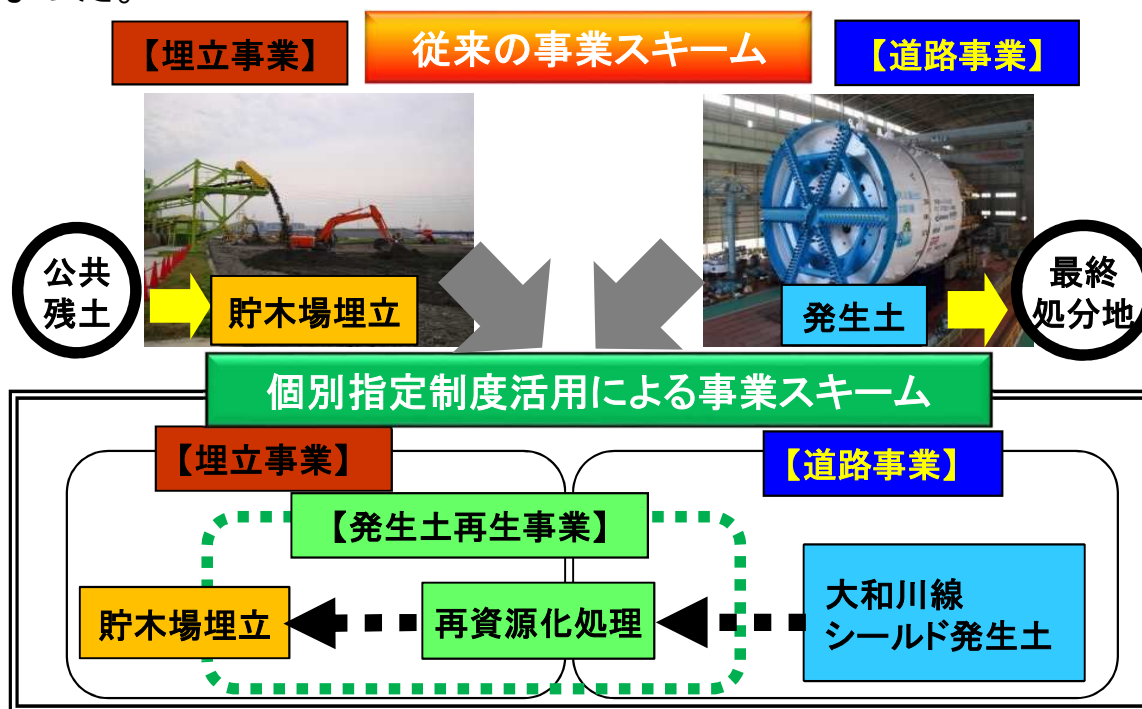 従来の事業スキーム
【埋立事業】
【道路事業】
公共
残土
貯木場埋立
発生土
最終
処分地
個別指定制度活用による事業スキーム
【埋立事業】
【道路事業】
【発生土再生事業】
貯木場埋立
再資源化処理
大和川線
シールド発生土